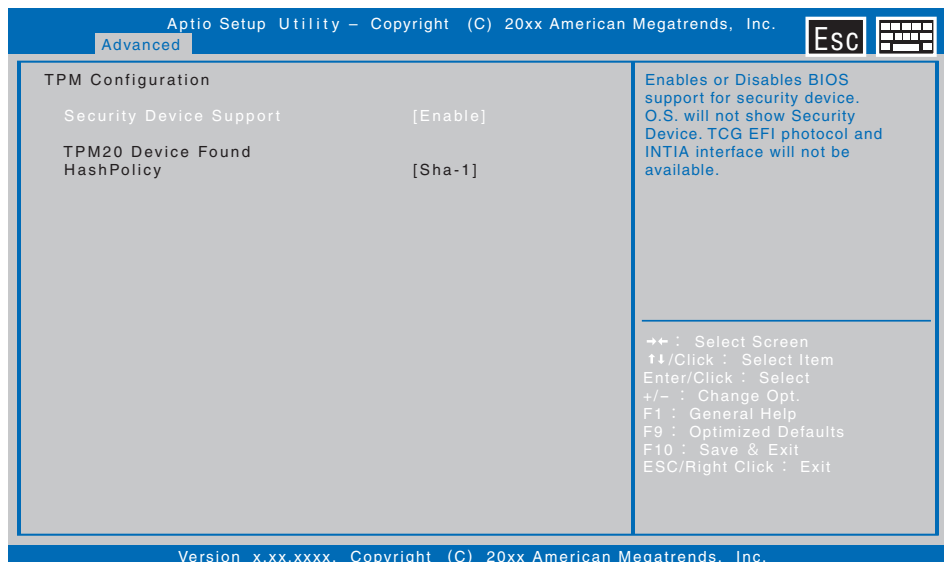 Aptio Setup Utility – Copyright (C) 20xx American Megatrends, Inc.
Esc
Advanced
TPM Configuration
Security Device Support [Enable]
TPM20 Device Found
HashPolicy [Sha-1]
Enables or Disables BIOS
support for security device.
O.S. will not show Security
Device. TCG EFI photocol and
INTIA interface will not be
available.
→← : Select Screen
↑↓/Click : Select Item
Enter/Click : Select
+/− : Change Opt.
F1 : General Help
F9 : Optimized Defaults
F10 : Save & Exit
ESC/Right Click : Exit
Version x.xx.xxxx. Copyright (C) 20xx American Megatrends, Inc.